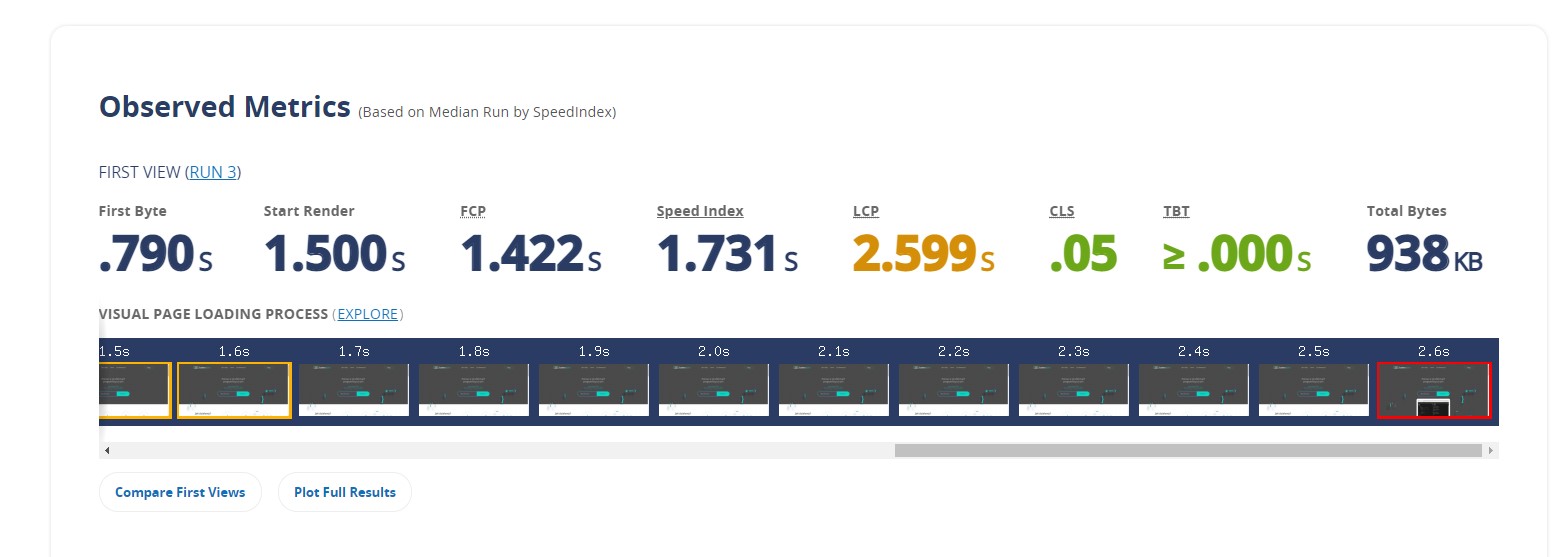 Observed Metrics (Based on Median Run by SpeedIndex)
FIRST VIEW (RUN 3)
First Byte Start Render FCP Speed Index LCP CLS TBT Total Bytes
.790 S 1.500 S 1.422 S 1.731 S 2.599 S .05 ≥ .000 S 938 KB
VISUAL PAGE LOADING PROCESS (EXPLORE)
1.5s 1.6s 1.7s 1.8s 1.9s 2.0s 2.1s 2.2s 2.3s 2.4s 2.5s 2.6s
Compare First Views Plot Full Results